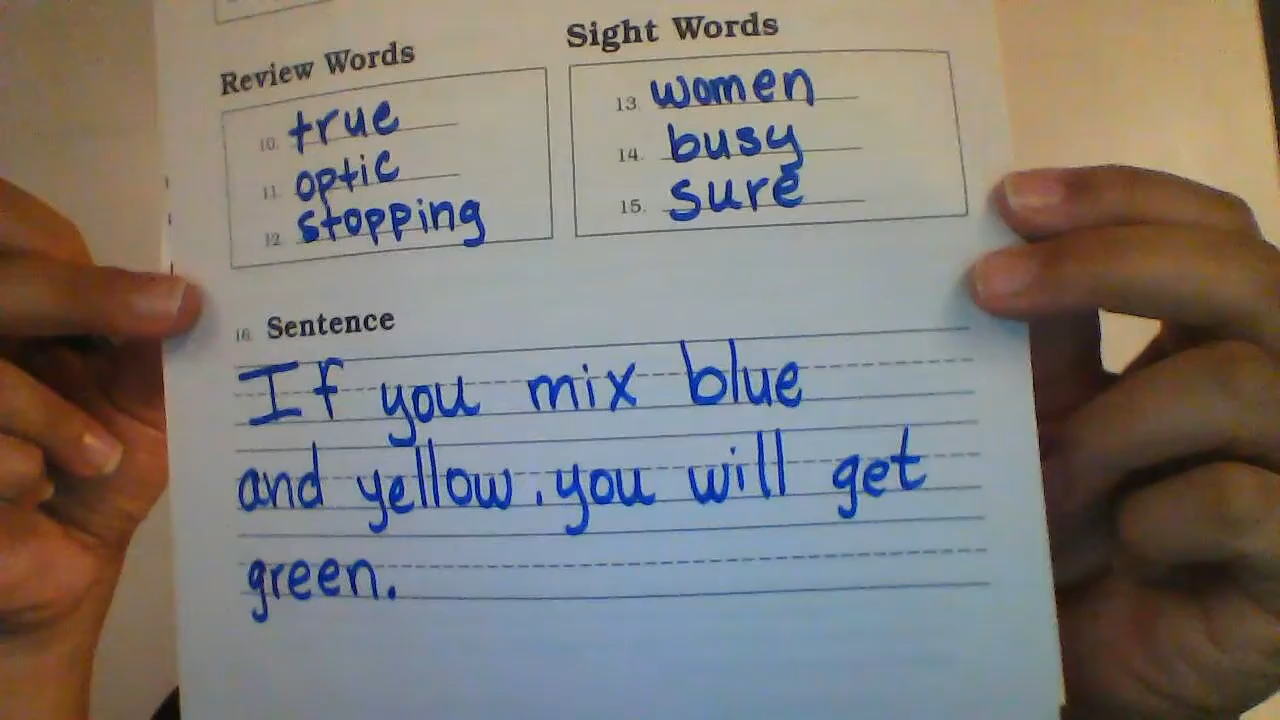 Review Words
10. true
11. optic
12. stopping
Sight Words
13. women
14. busy
15. sure
16. Sentence
If you mix blue
and yellow, you will get
green.